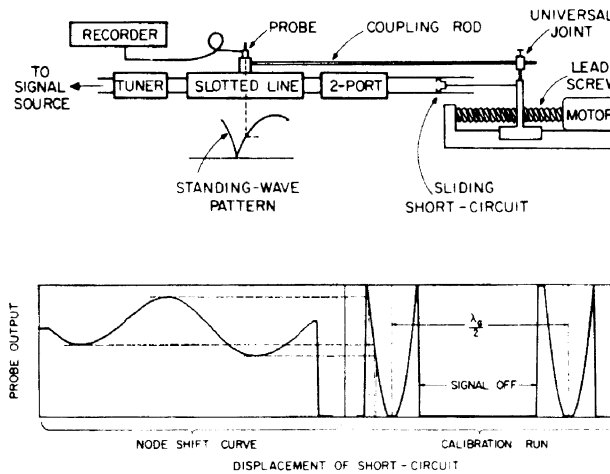 RECORDER
PROBE
COUPLING ROD
UNIVERSAL
JOINT
TO
SIGNAL
SOURCE
TUNER
SLOTTED LINE
2-PORT
LEAD
SCREW
MOTOR
STANDING-WAVE
PATTERN
SLIDING
SHORT-CIRCUIT
PROBE OUTPUT
λg
2
SIGNAL OFF
NODE SHIFT CURVE
CALIBRATION RUN
DISPLACEMENT OF SHORT-CIRCUIT